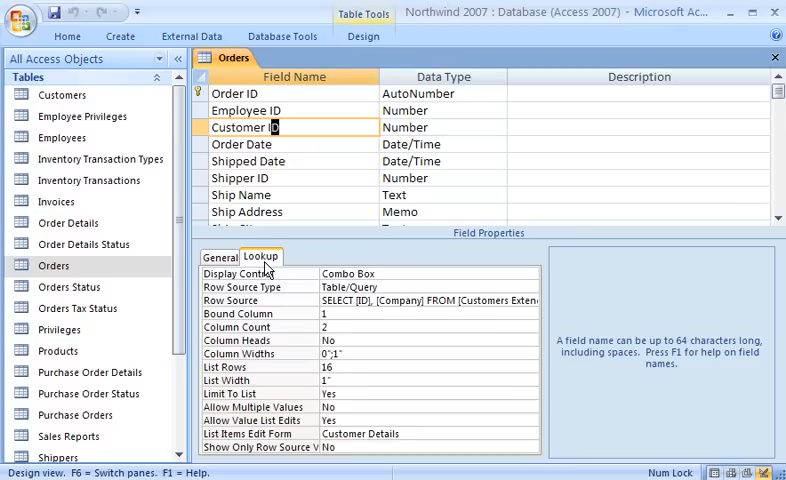 Table Tools
Northwind 2007 : Database (Access 2007) - Microsoft Ac...
Home
Create
External Data
Database Tools
Design
All Access Objects
Tables
Customers
Employee Privileges
Employees
Inventory Transaction Types
Inventory Transactions
Invoices
Order Details
Order Details Status
Orders
Orders Status
Orders Tax Status
Privileges
Products
Purchase Order Details
Purchase Order Status
Purchase Orders
Sales Reports
Shippers
Orders
Field Name Data Type Description
Order ID AutoNumber
Employee ID Number
Customer ID Number
Order Date Date/Time
Shipped Date Date/Time
Shipper ID Number
Ship Name Text
Ship Address Memo
Field Properties
General Lookup
Display Control Combo Box
Row Source Type Table/Query
Row Source SELECT [ID], [Company] FROM [Customers Exten
Bound Column 1
Column Count 2
Column Heads No
Column Widths 0";1"
List Rows 16
List Width 1"
Limit To List Yes
Allow Multiple Values No
Allow Value List Edits Yes
List Items Edit Form Customer Details
Show Only Row Source V No
A field name can be up to 64 characters long,
including spaces. Press F1 for help on field
names.
Design view. F6 = Switch panes. F1 = Help.
Num Lock